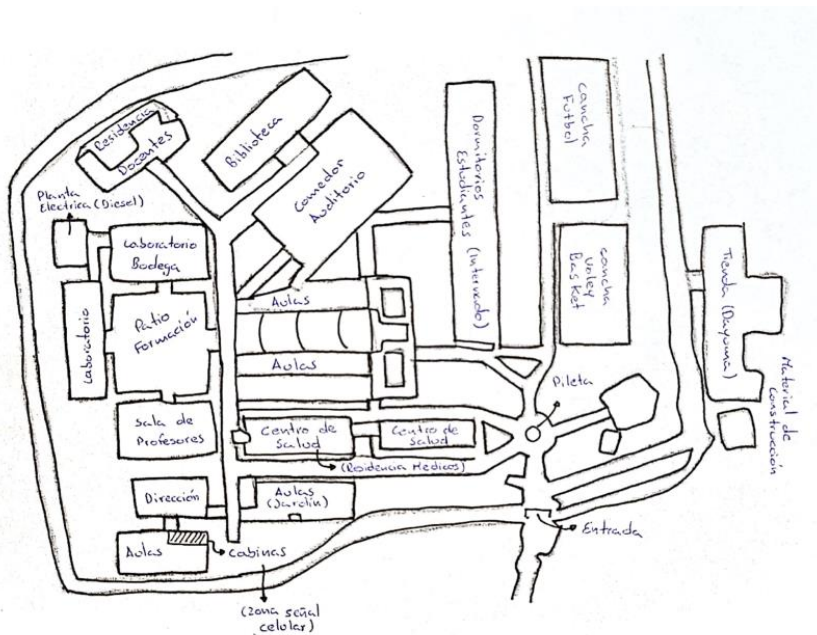 Residencia
Docentes
Biblioteca
Comedor
Auditorio
Planta
Electrica (Diesel)
Laboratorio
Bodega
Laboratorio
Patio
Formación
Sala de
Profesores
Dirección
Aulas
Cabinas
(Zona señal
celular)
Aulas
Aulas
Centro de
Salud
Centro de
Salud
(Residencia Medicos)
Aulas
(Jardín)
Dormitorios
Estudiantes (Internado)
cancha
Futbol
cancha
Voley
Basket
Pileta
Entrada
Tienda (Dayuma)
Material de
Construcción